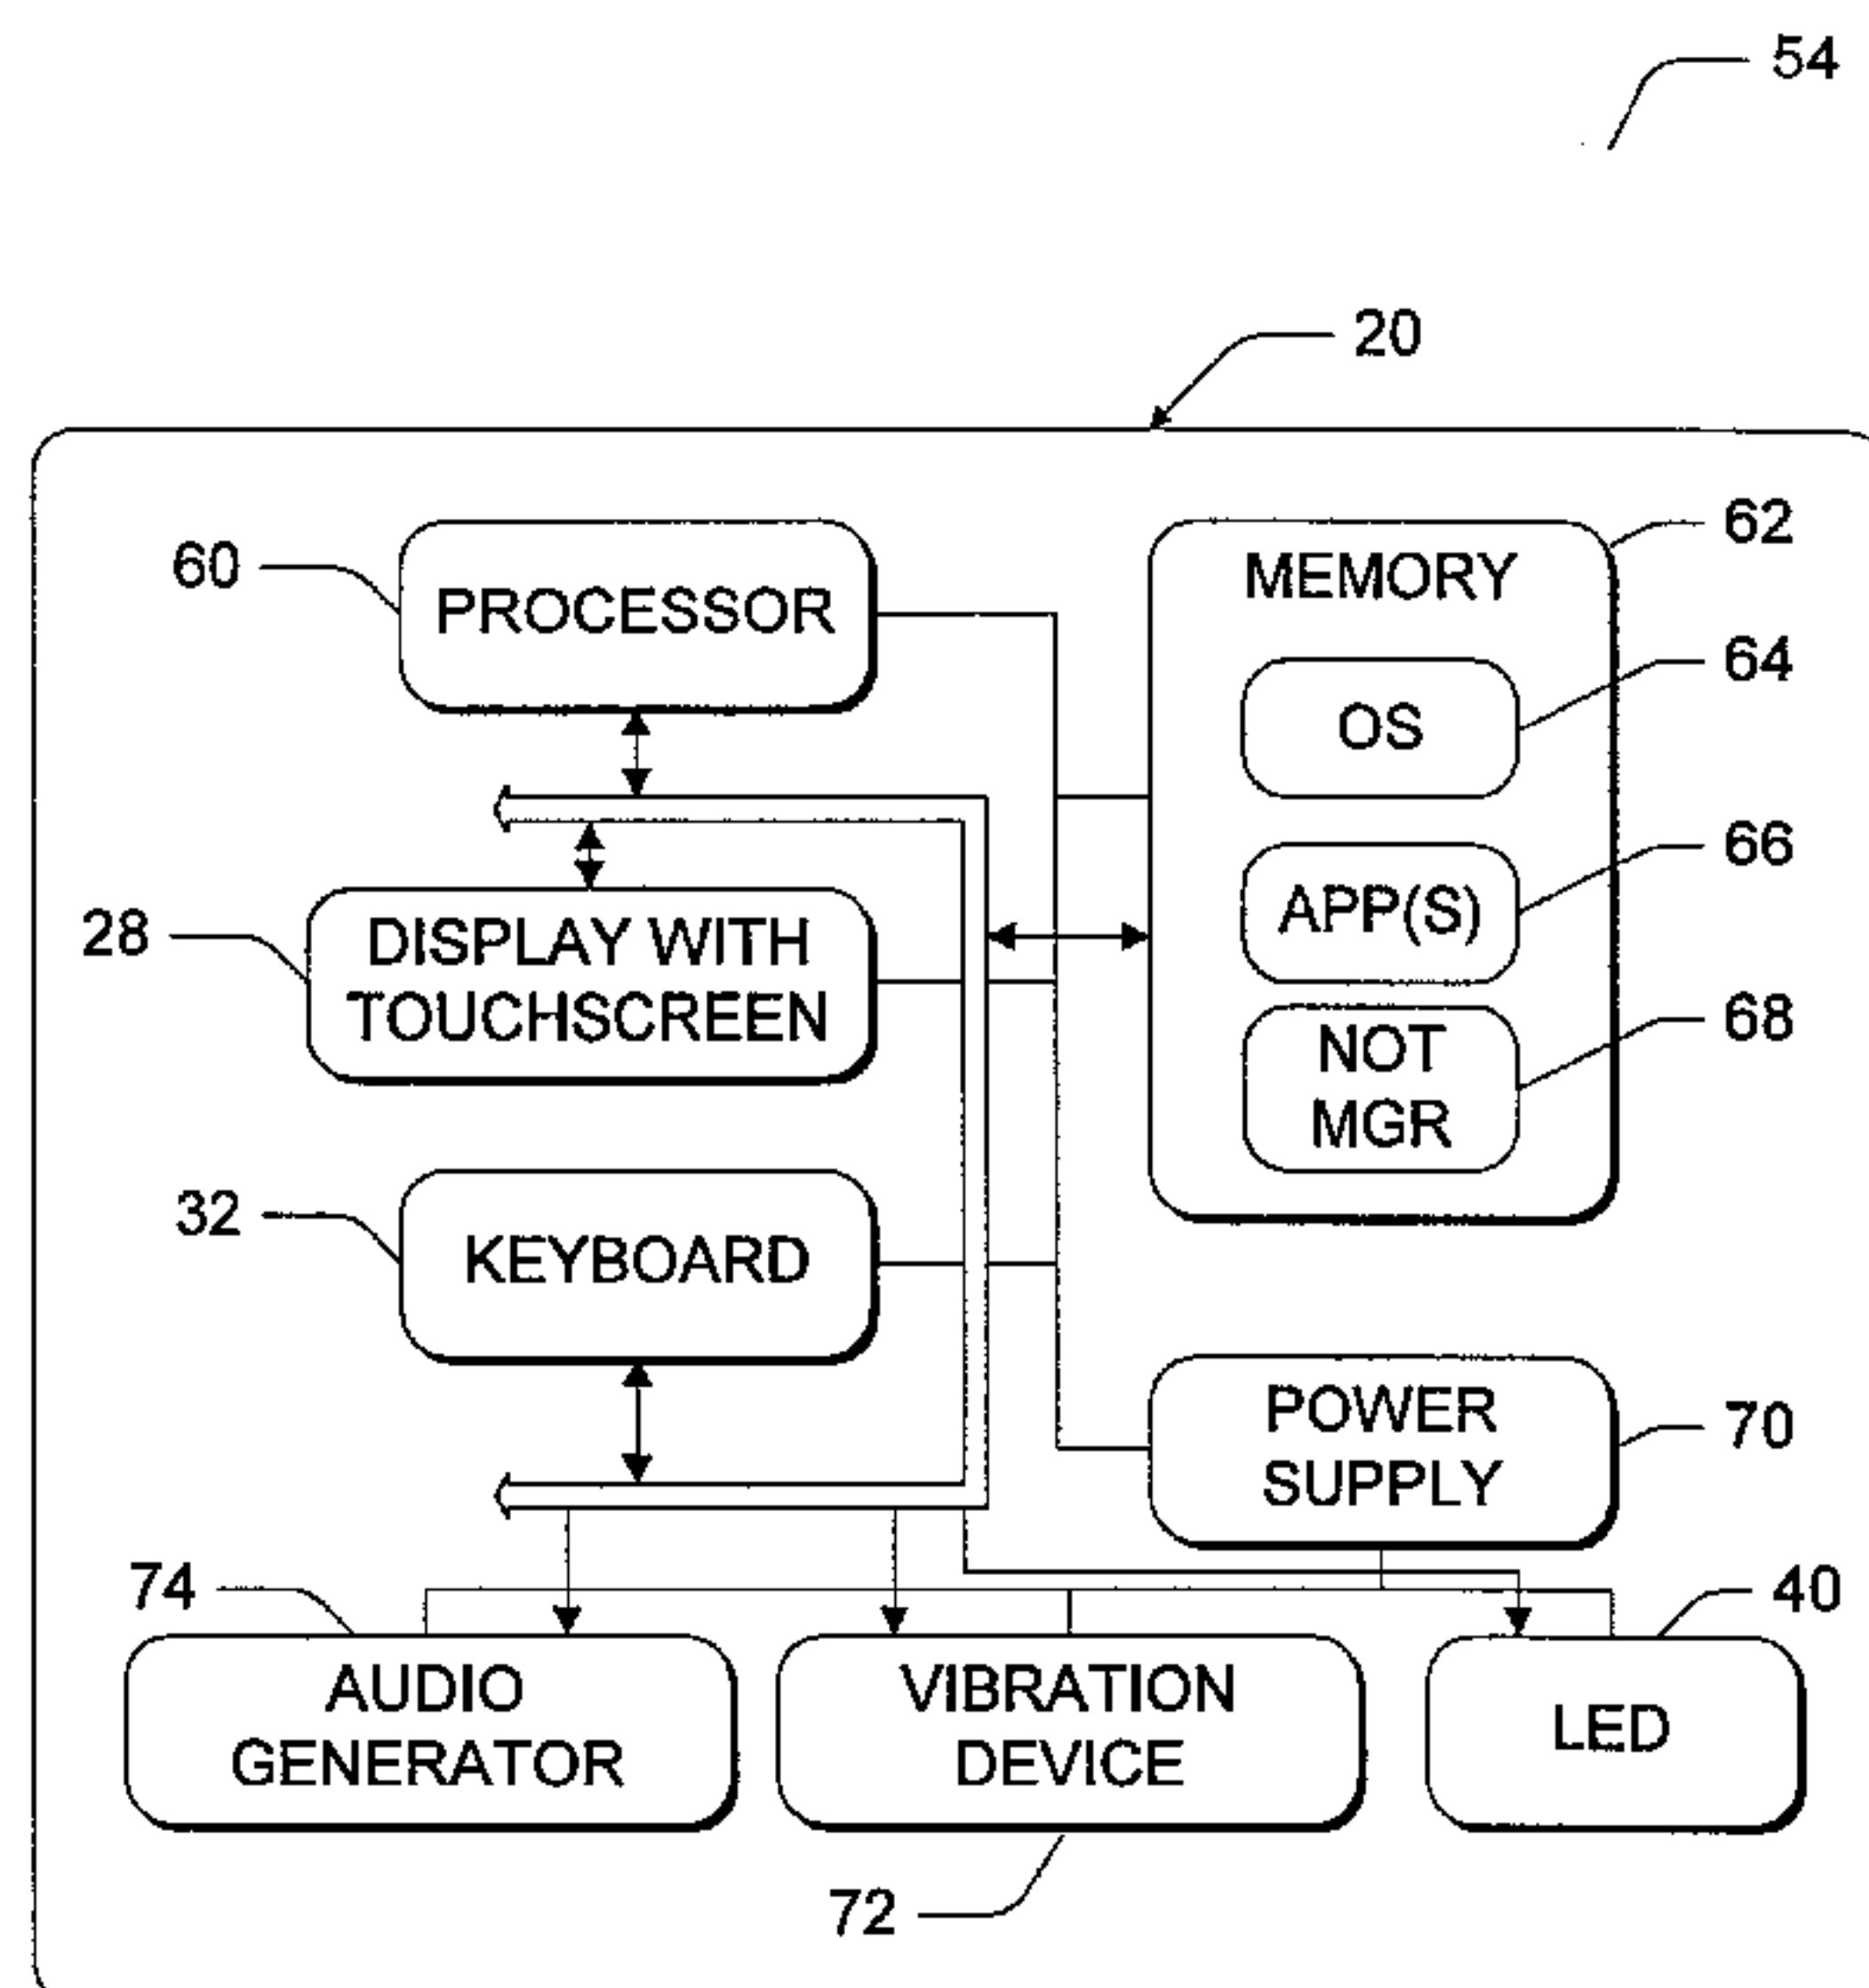 54
20
60
PROCESSOR
62
MEMORY
64
OS
66
APP(S)
28
DISPLAY WITH
TOUCHSCREEN
68
NOT
MGR
32
KEYBOARD
70
POWER
SUPPLY
74
40
AUDIO
GENERATOR
VIBRATION
DEVICE
LED
72